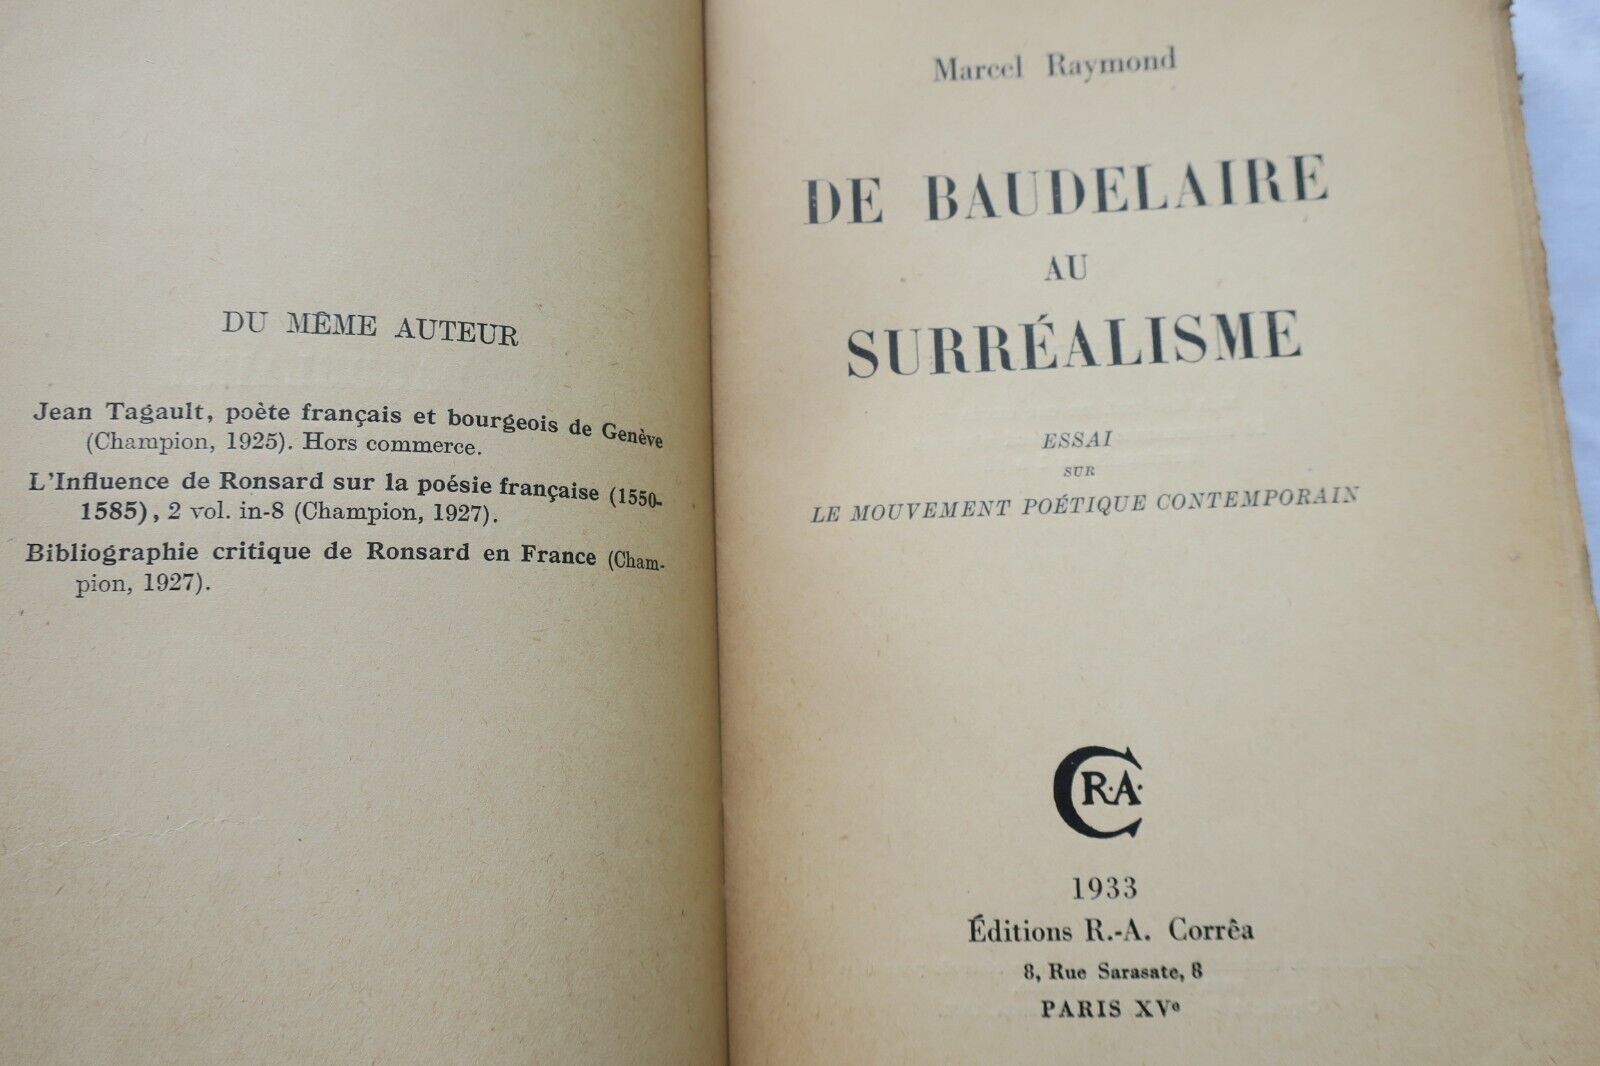 DU MÊME AUTEUR
Jean Tagault, poète français et bourgeois de Genève
(Champion, 1925). Hors commerce.
L'Influence de Ronsard sur la poésie française (1550-
1585), 2 vol. in-8 (Champion, 1927).
Bibliographie critique de Ronsard en France (Cham-
pion, 1927).
Marcel Raymond
DE BAUDELAIRE
AU
SURRÉALISME
ESSAI
SUR
LE MOUVEMENT POÉTIQUE CONTEMPORAIN
C R.A.
1933
Éditions R.-A. Corrêa
8, Rue Sarasate, 8
PARIS XVe